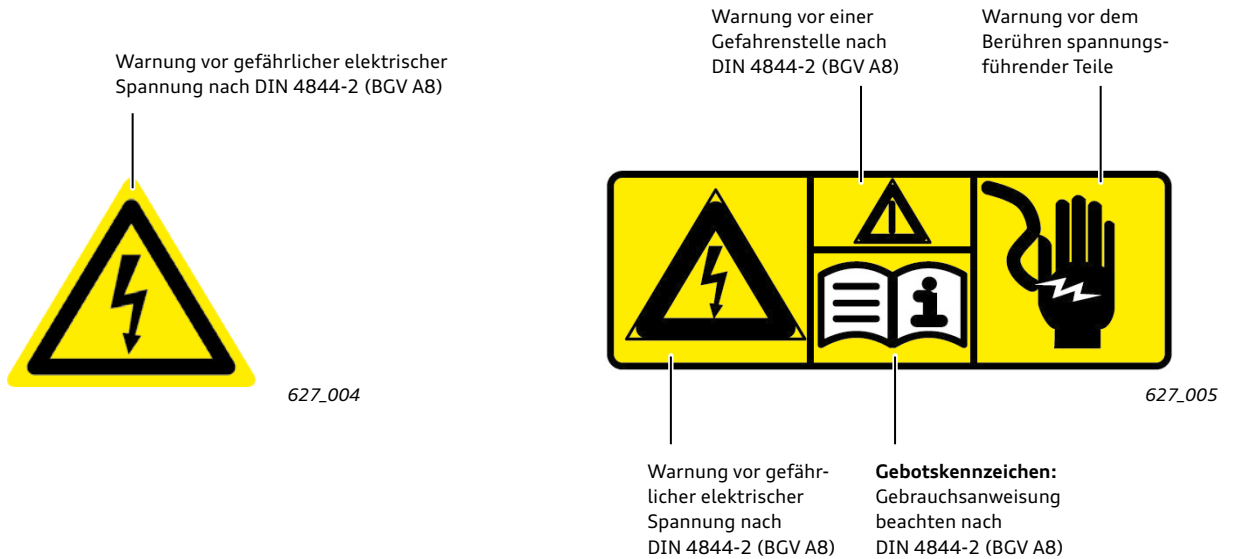 Warnung vor gefährlicher elektrischer
Spannung nach DIN 4844-2 (BGV A8)
627_004
Warnung vor einer
Gefahrenstelle nach
DIN 4844-2 (BGV A8)
Warnung vor dem
Berühren spannungs-
führender Teile
627_005
Warnung vor gefähr-
licher elektrischer
Spannung nach
DIN 4844-2 (BGV A8)
Gebotskennzeichen:
Gebrauchsanweisung
beachten nach
DIN 4844-2 (BGV A8)